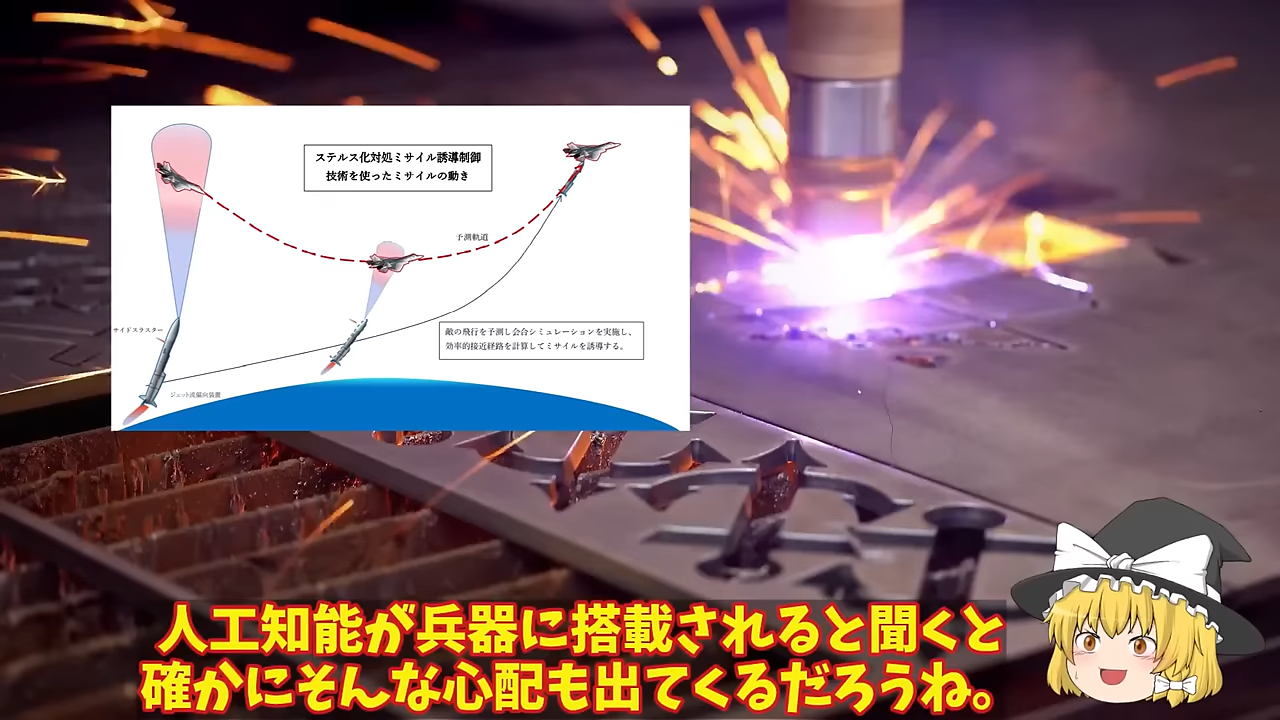 ステルス化対処ミサイル誘導制御
技術を使ったミサイルの動き
予測軌道
サイドスラスター
敵の飛行を予測し会合シミュレーションを実施し、
効率的接近経路を計算してミサイルを誘導する。
ジェット流偏向装置
人工知能が兵器に搭載されると聞くと
確かにそんな心配も出てくるだろうね。